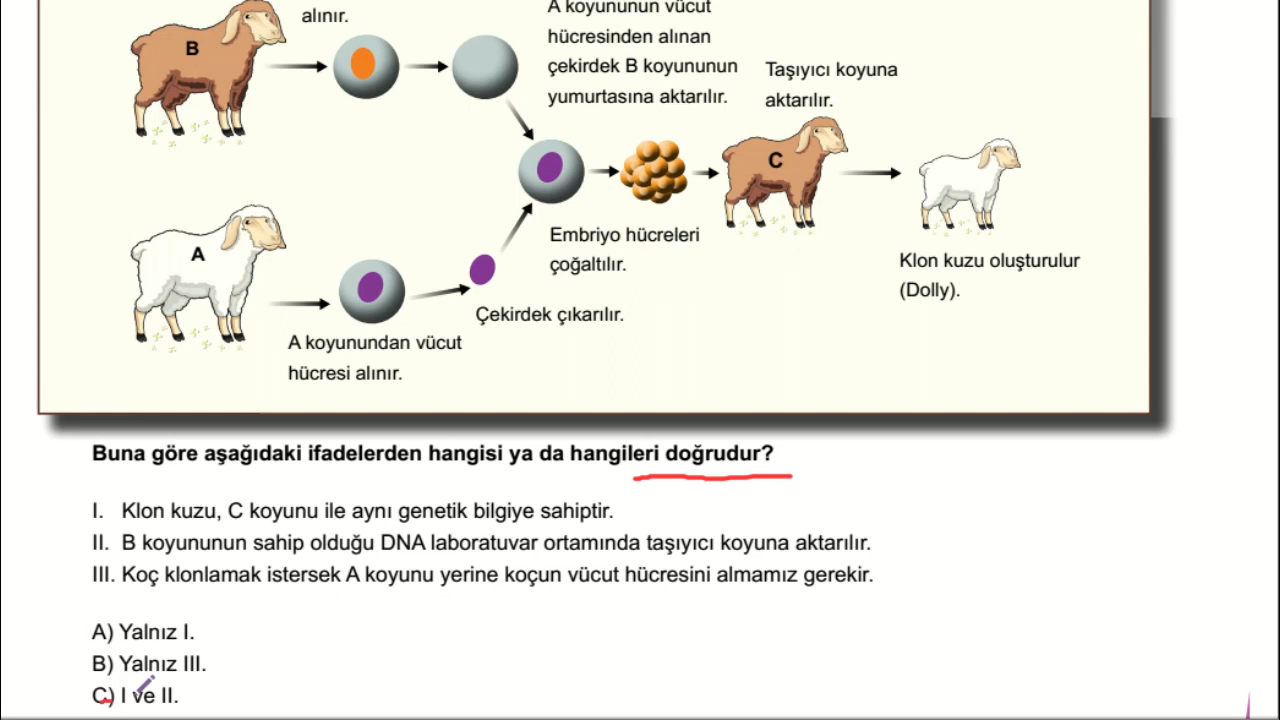 alınır.
A koyununun vücut
hücresinden alınan
çekirdek B koyununun
yumurtasına aktarılır.
Taşıyıcı koyuna
aktarılır.
B
C
A
Embriyo hücreleri
çoğaltılır.
Klon kuzu oluşturulur
(Dolly).
Çekirdek çıkarılır.
A koyunundan vücut
hücresi alınır.
Buna göre aşağıdaki ifadelerden hangisi ya da hangileri doğrudur?
I. Klon kuzu, C koyunu ile aynı genetik bilgiye sahiptir.
II. B koyununun sahip olduğu DNA laboratuvar ortamında taşıyıcı koyuna aktarılır.
III. Koç klonlamak istersek A koyunu yerine koçun vücut hücresini almamız gerekir.
A) Yalnız I.
B) Yalnız III.
C) I ve II.